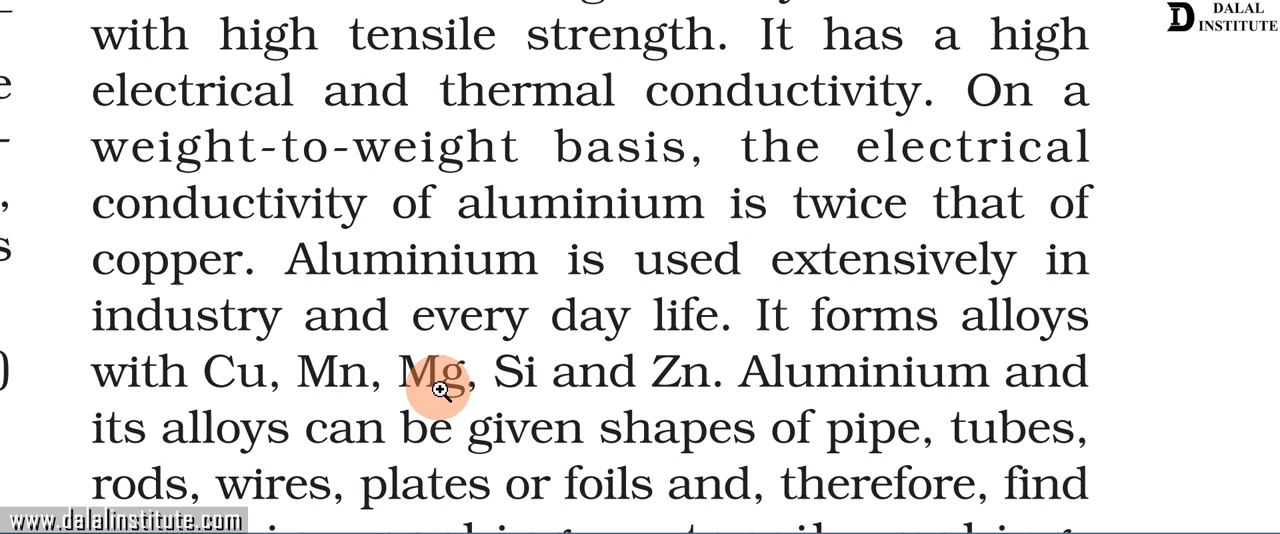 DALAL
INSTITUTE
with high tensile strength. It has a high
electrical and thermal conductivity. On a
weight-to-weight basis, the electrical
conductivity of aluminium is twice that of
copper. Aluminium is used extensively in
industry and every day life. It forms alloys
with Cu, Mn, Mg, Si and Zn. Aluminium and
its alloys can be given shapes of pipe, tubes,
rods, wires, plates or foils and, therefore, find
www.dalalinstitute.com